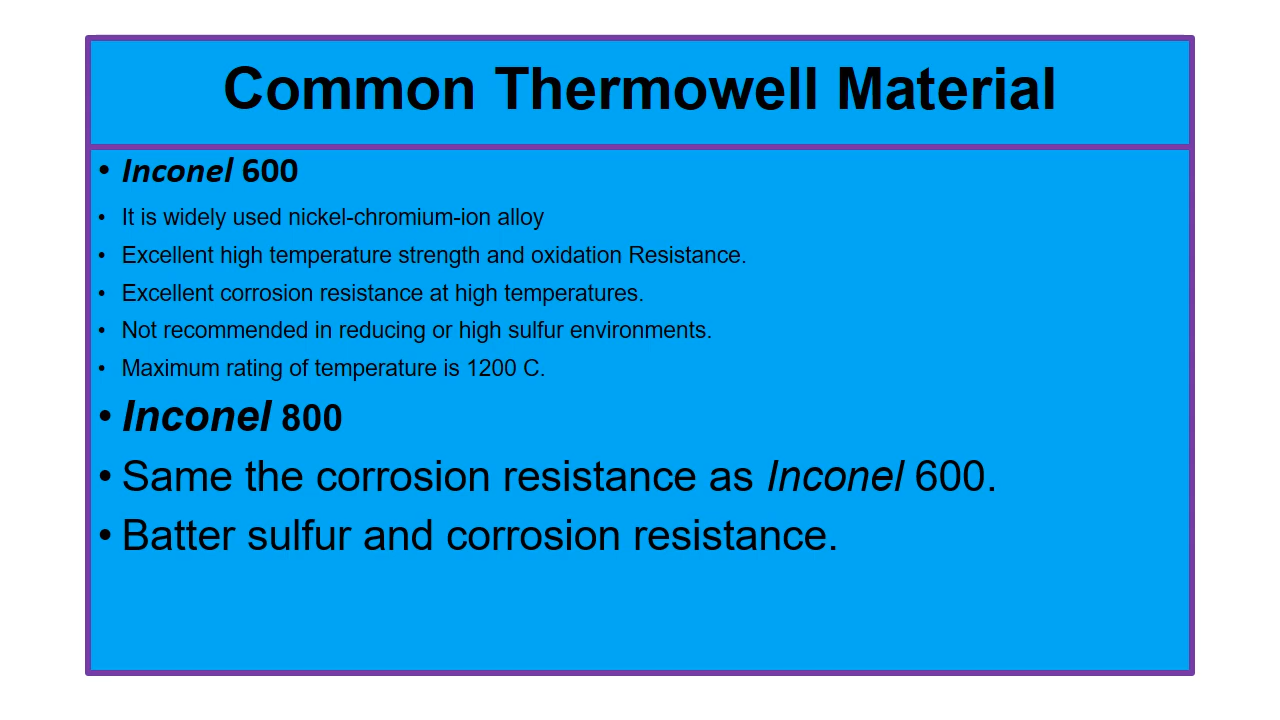 Common Thermowell Material
• Inconel 600
• It is widely used nickel-chromium-ion alloy
• Excellent high temperature strength and oxidation Resistance.
• Excellent corrosion resistance at high temperatures.
• Not recommended in reducing or high sulfur environments.
• Maximum rating of temperature is 1200 C.
• Inconel 800
• Same the corrosion resistance as Inconel 600.
• Batter sulfur and corrosion resistance.